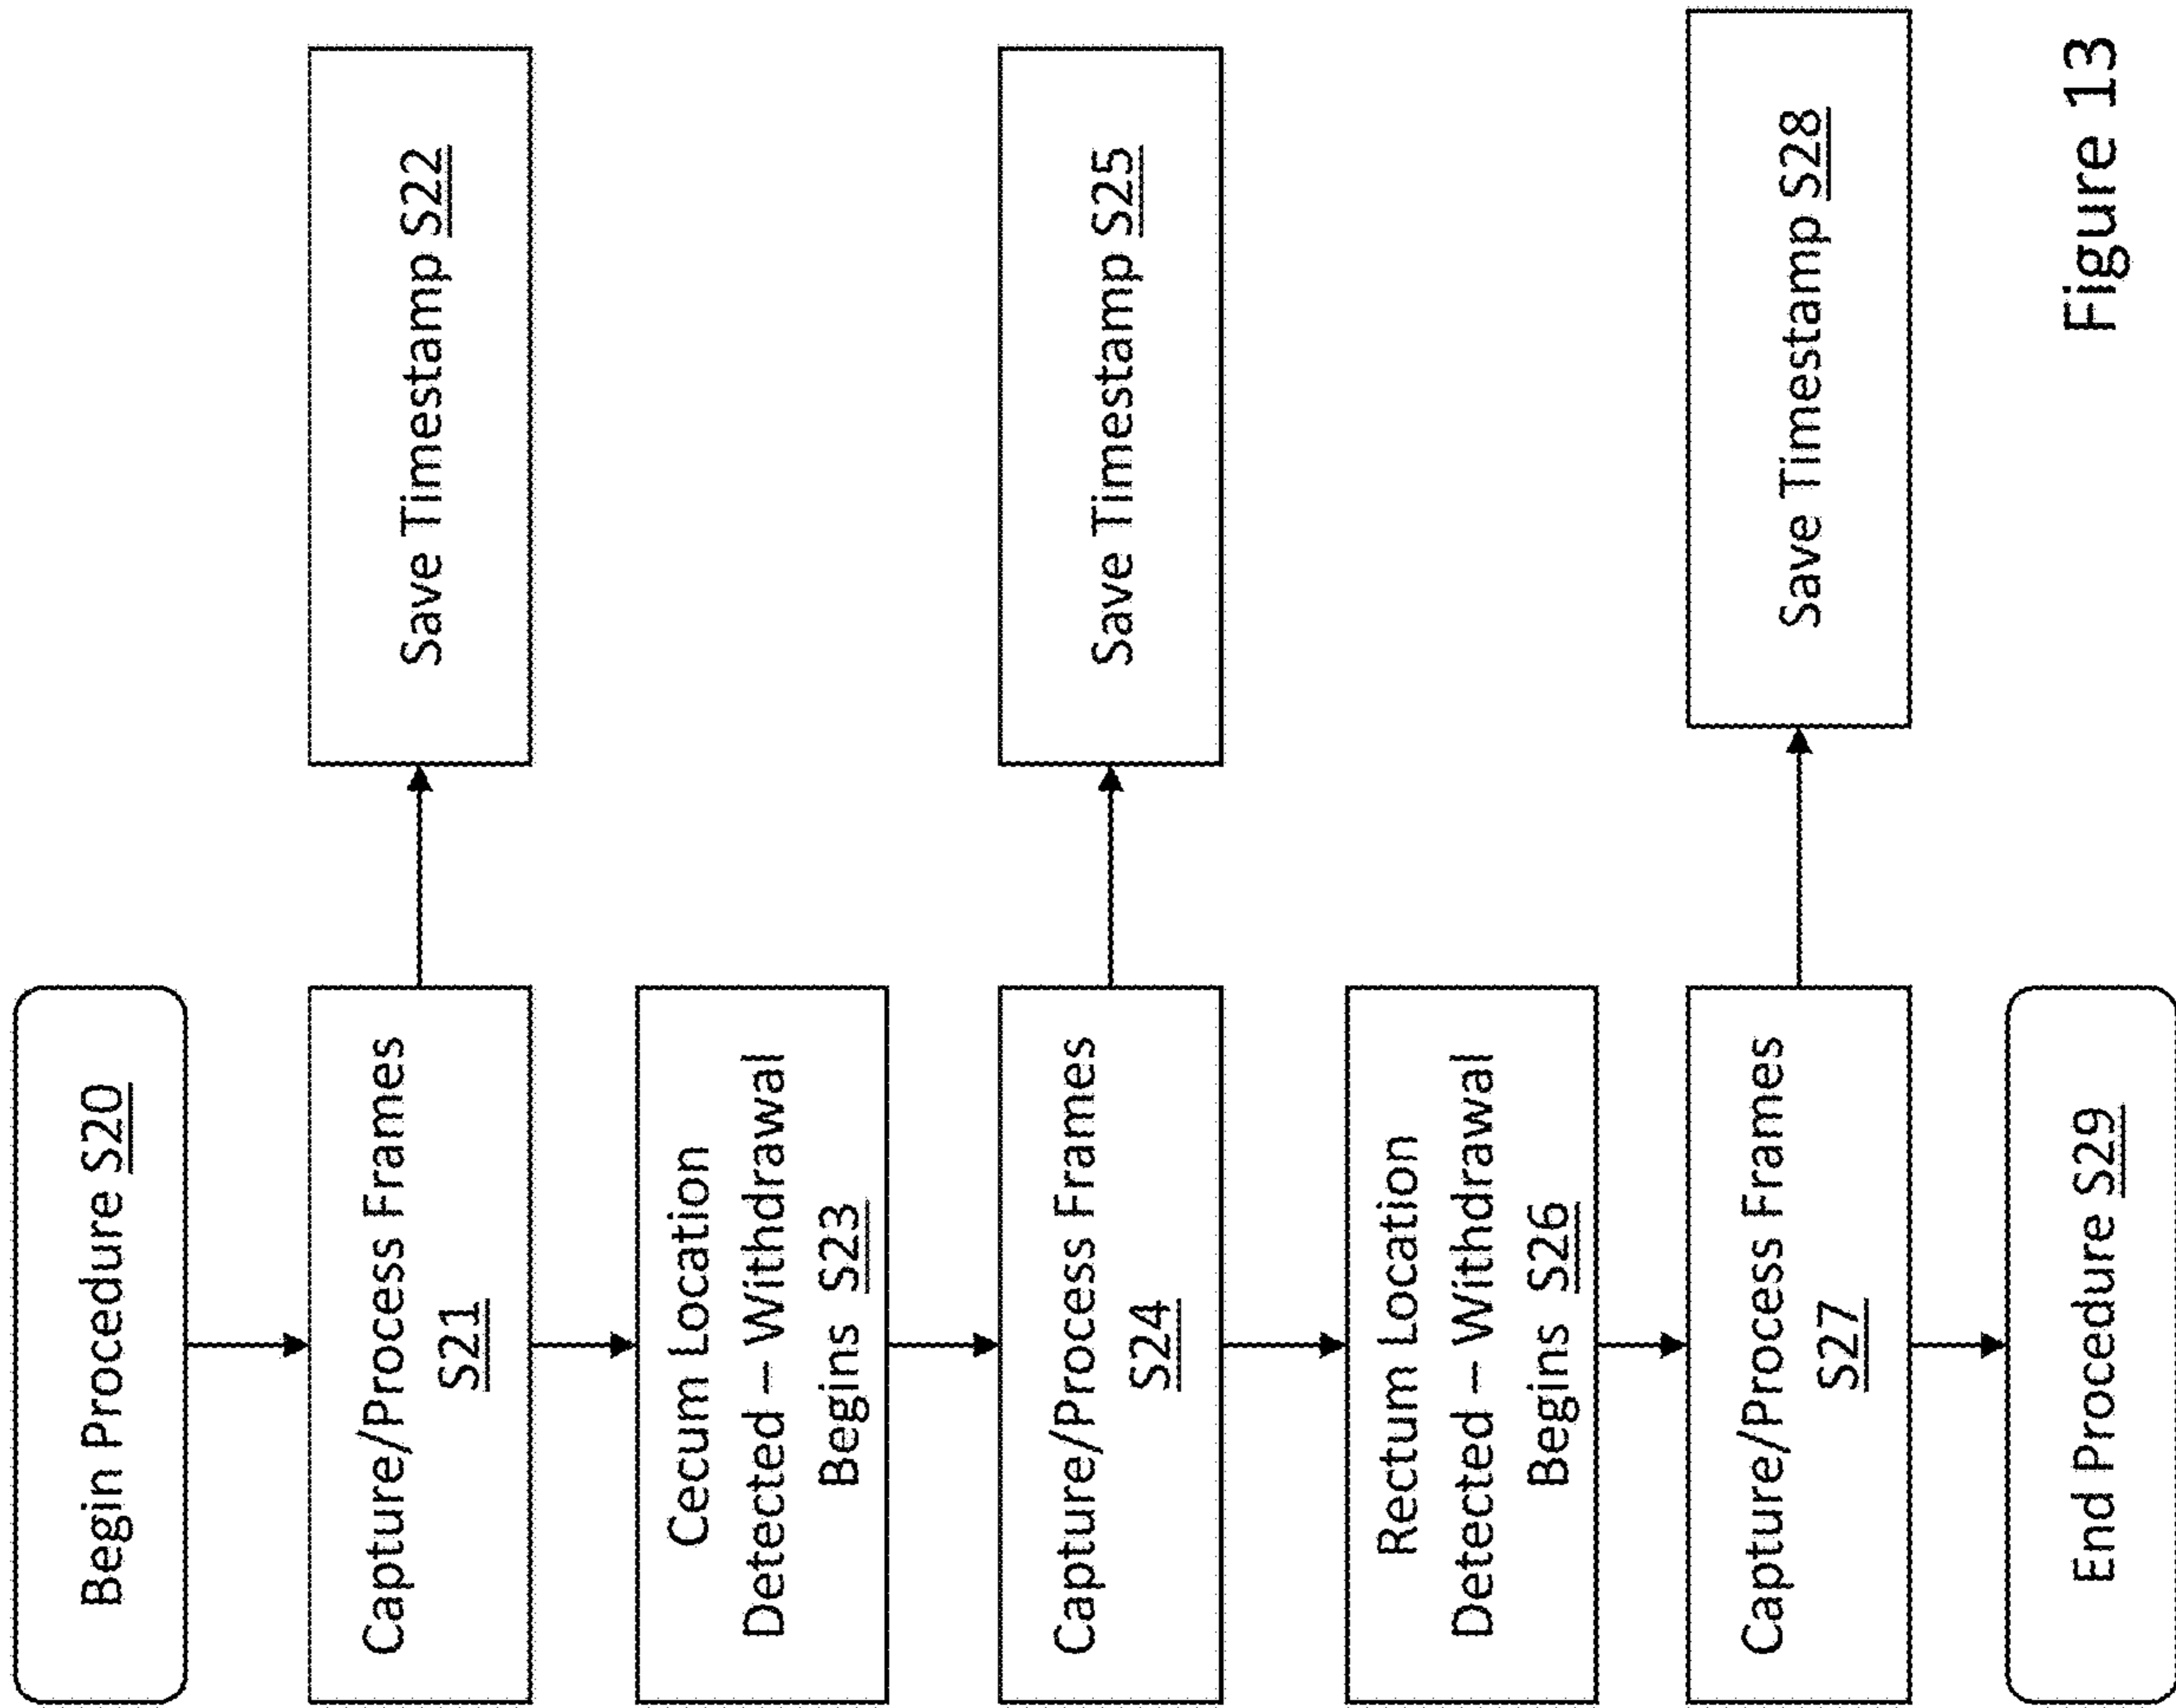 Begin Procedure S20
Capture/Process Frames
S21
Save Timestamp S22
Cecum Location
Detected – Withdrawal
Begins S23
Capture/Process Frames
S24
Save Timestamp S25
Rectum Location
Detected – Withdrawal
Begins S26
Capture/Process Frames
S27
Save Timestamp S28
End Procedure S29
Figure 13